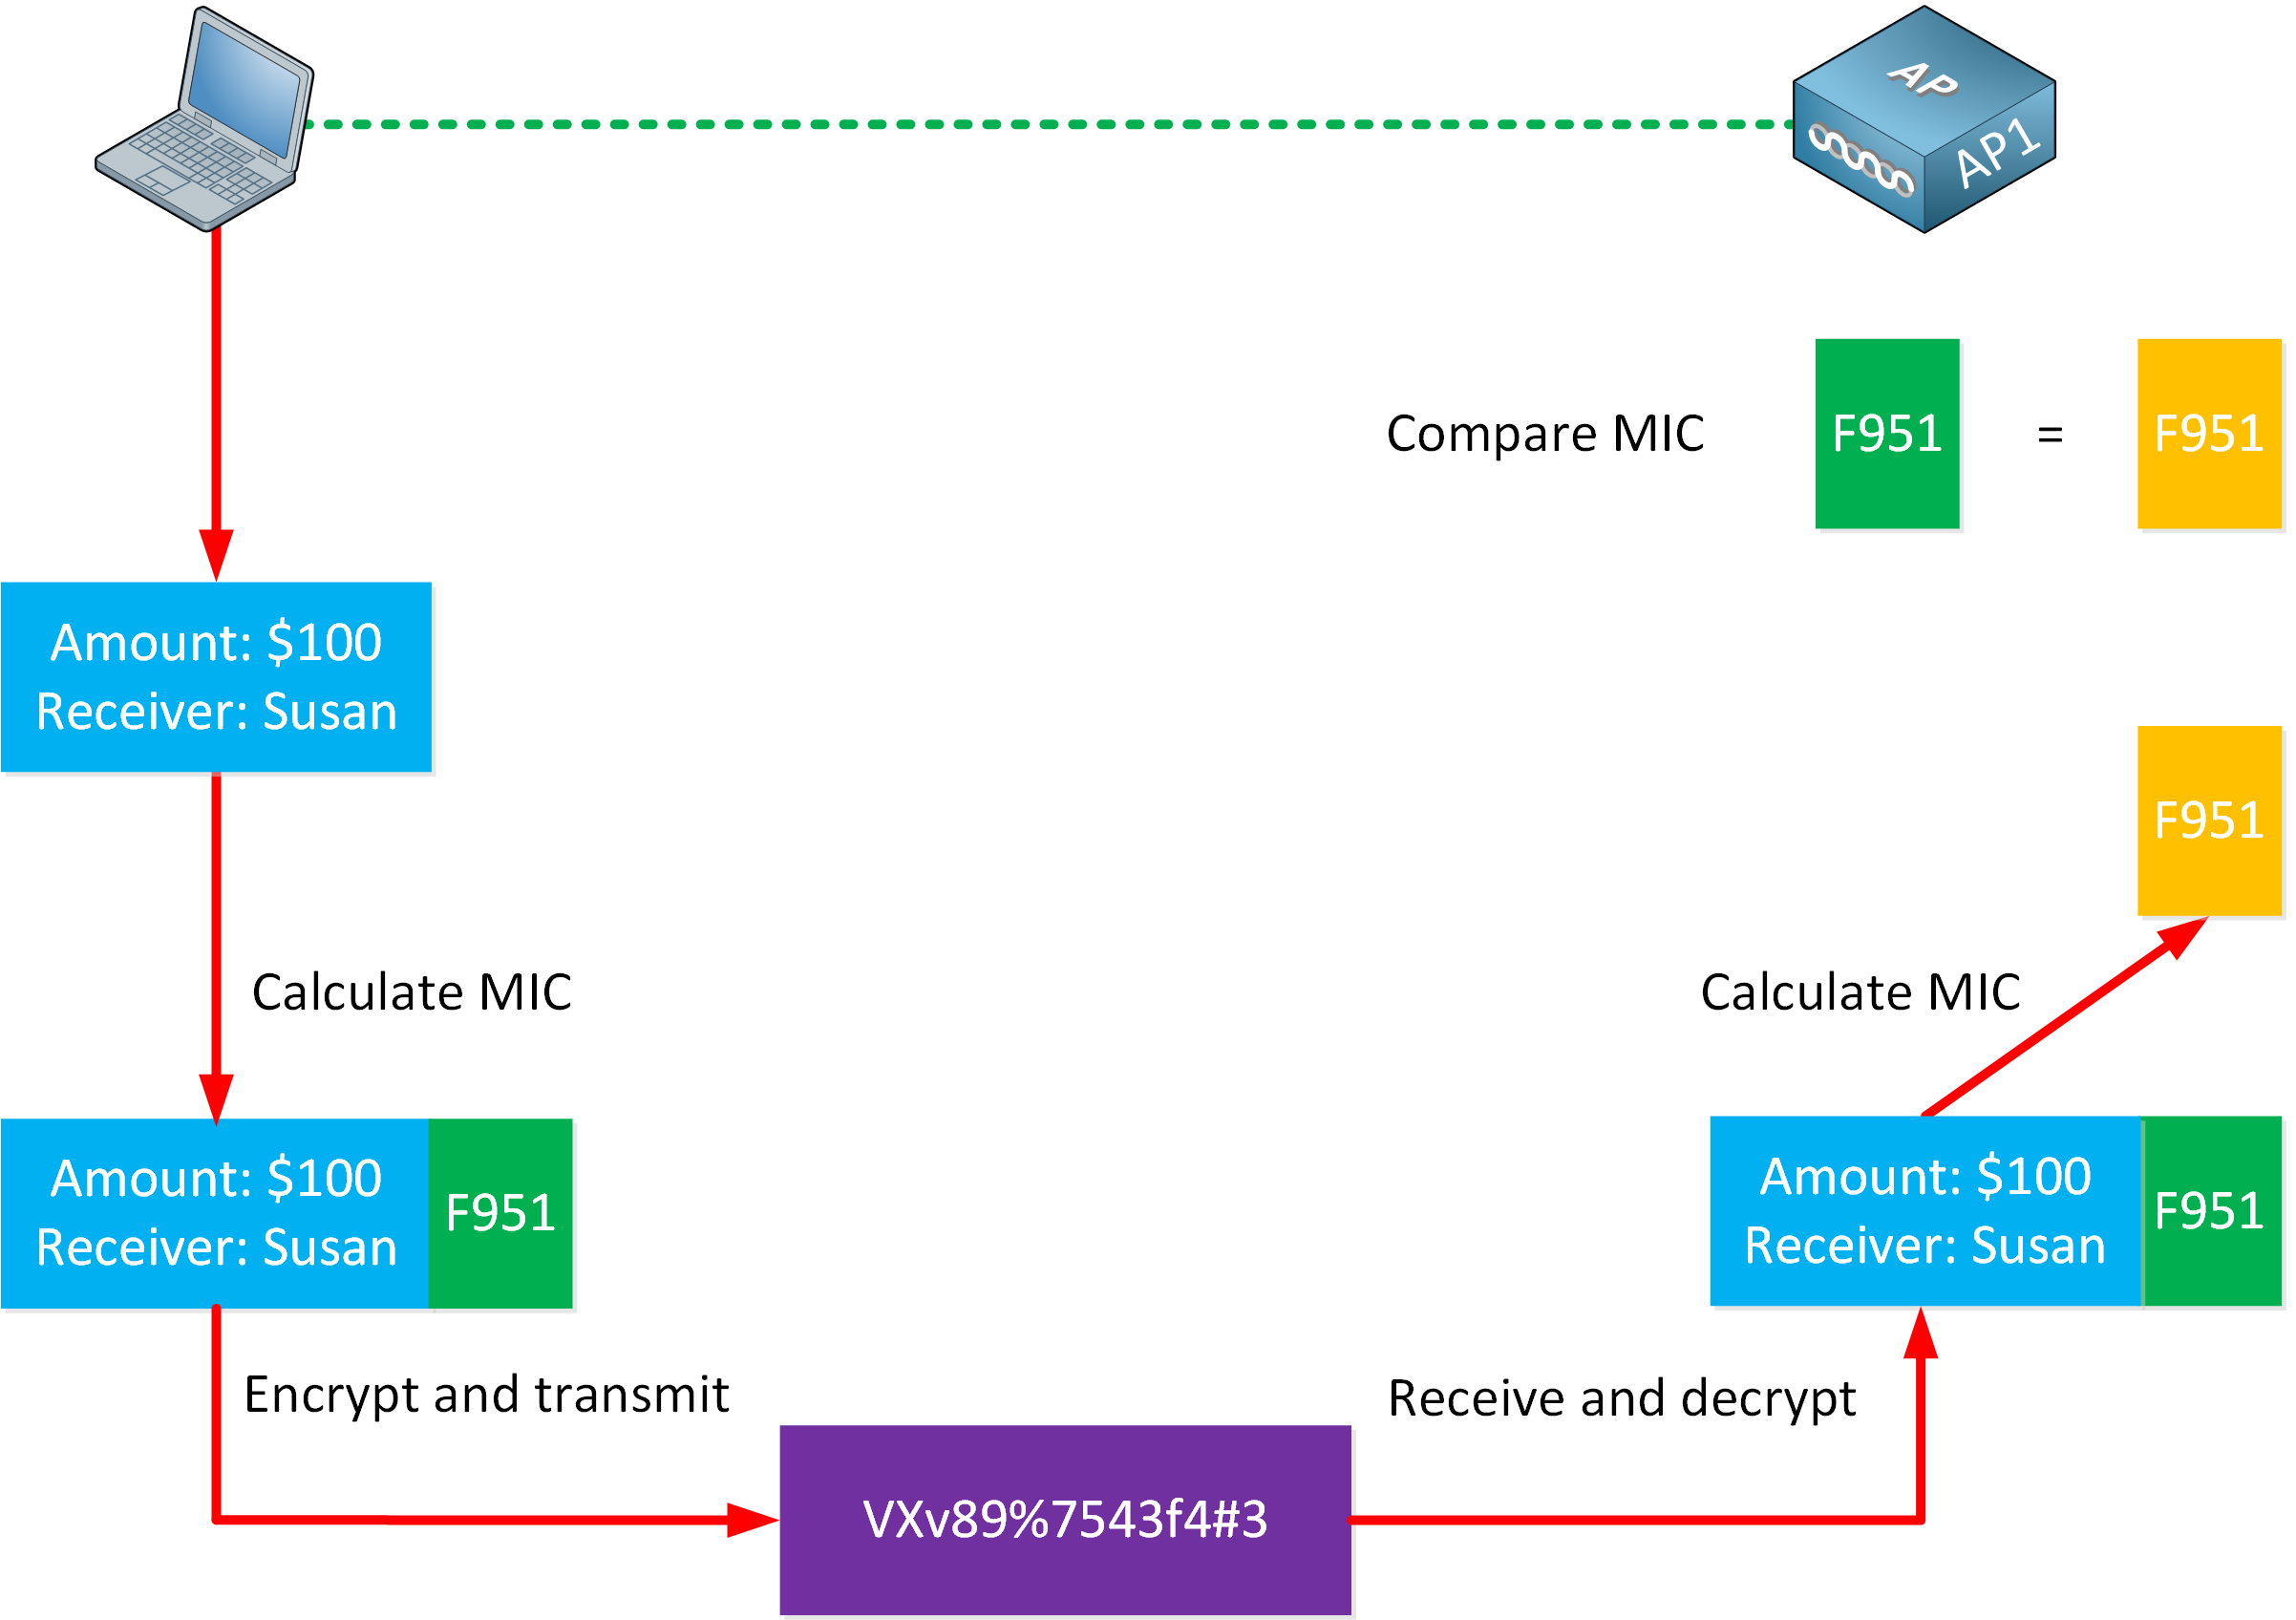 AP
AP1
Compare MIC
F951
=
F951
Amount: $100
Receiver: Susan
F951
Calculate MIC
Calculate MIC
Amount: $100
Receiver: Susan
F951
Amount: $100
Receiver: Susan
F951
Encrypt and transmit
Receive and decrypt
VXv89%7543f4#3